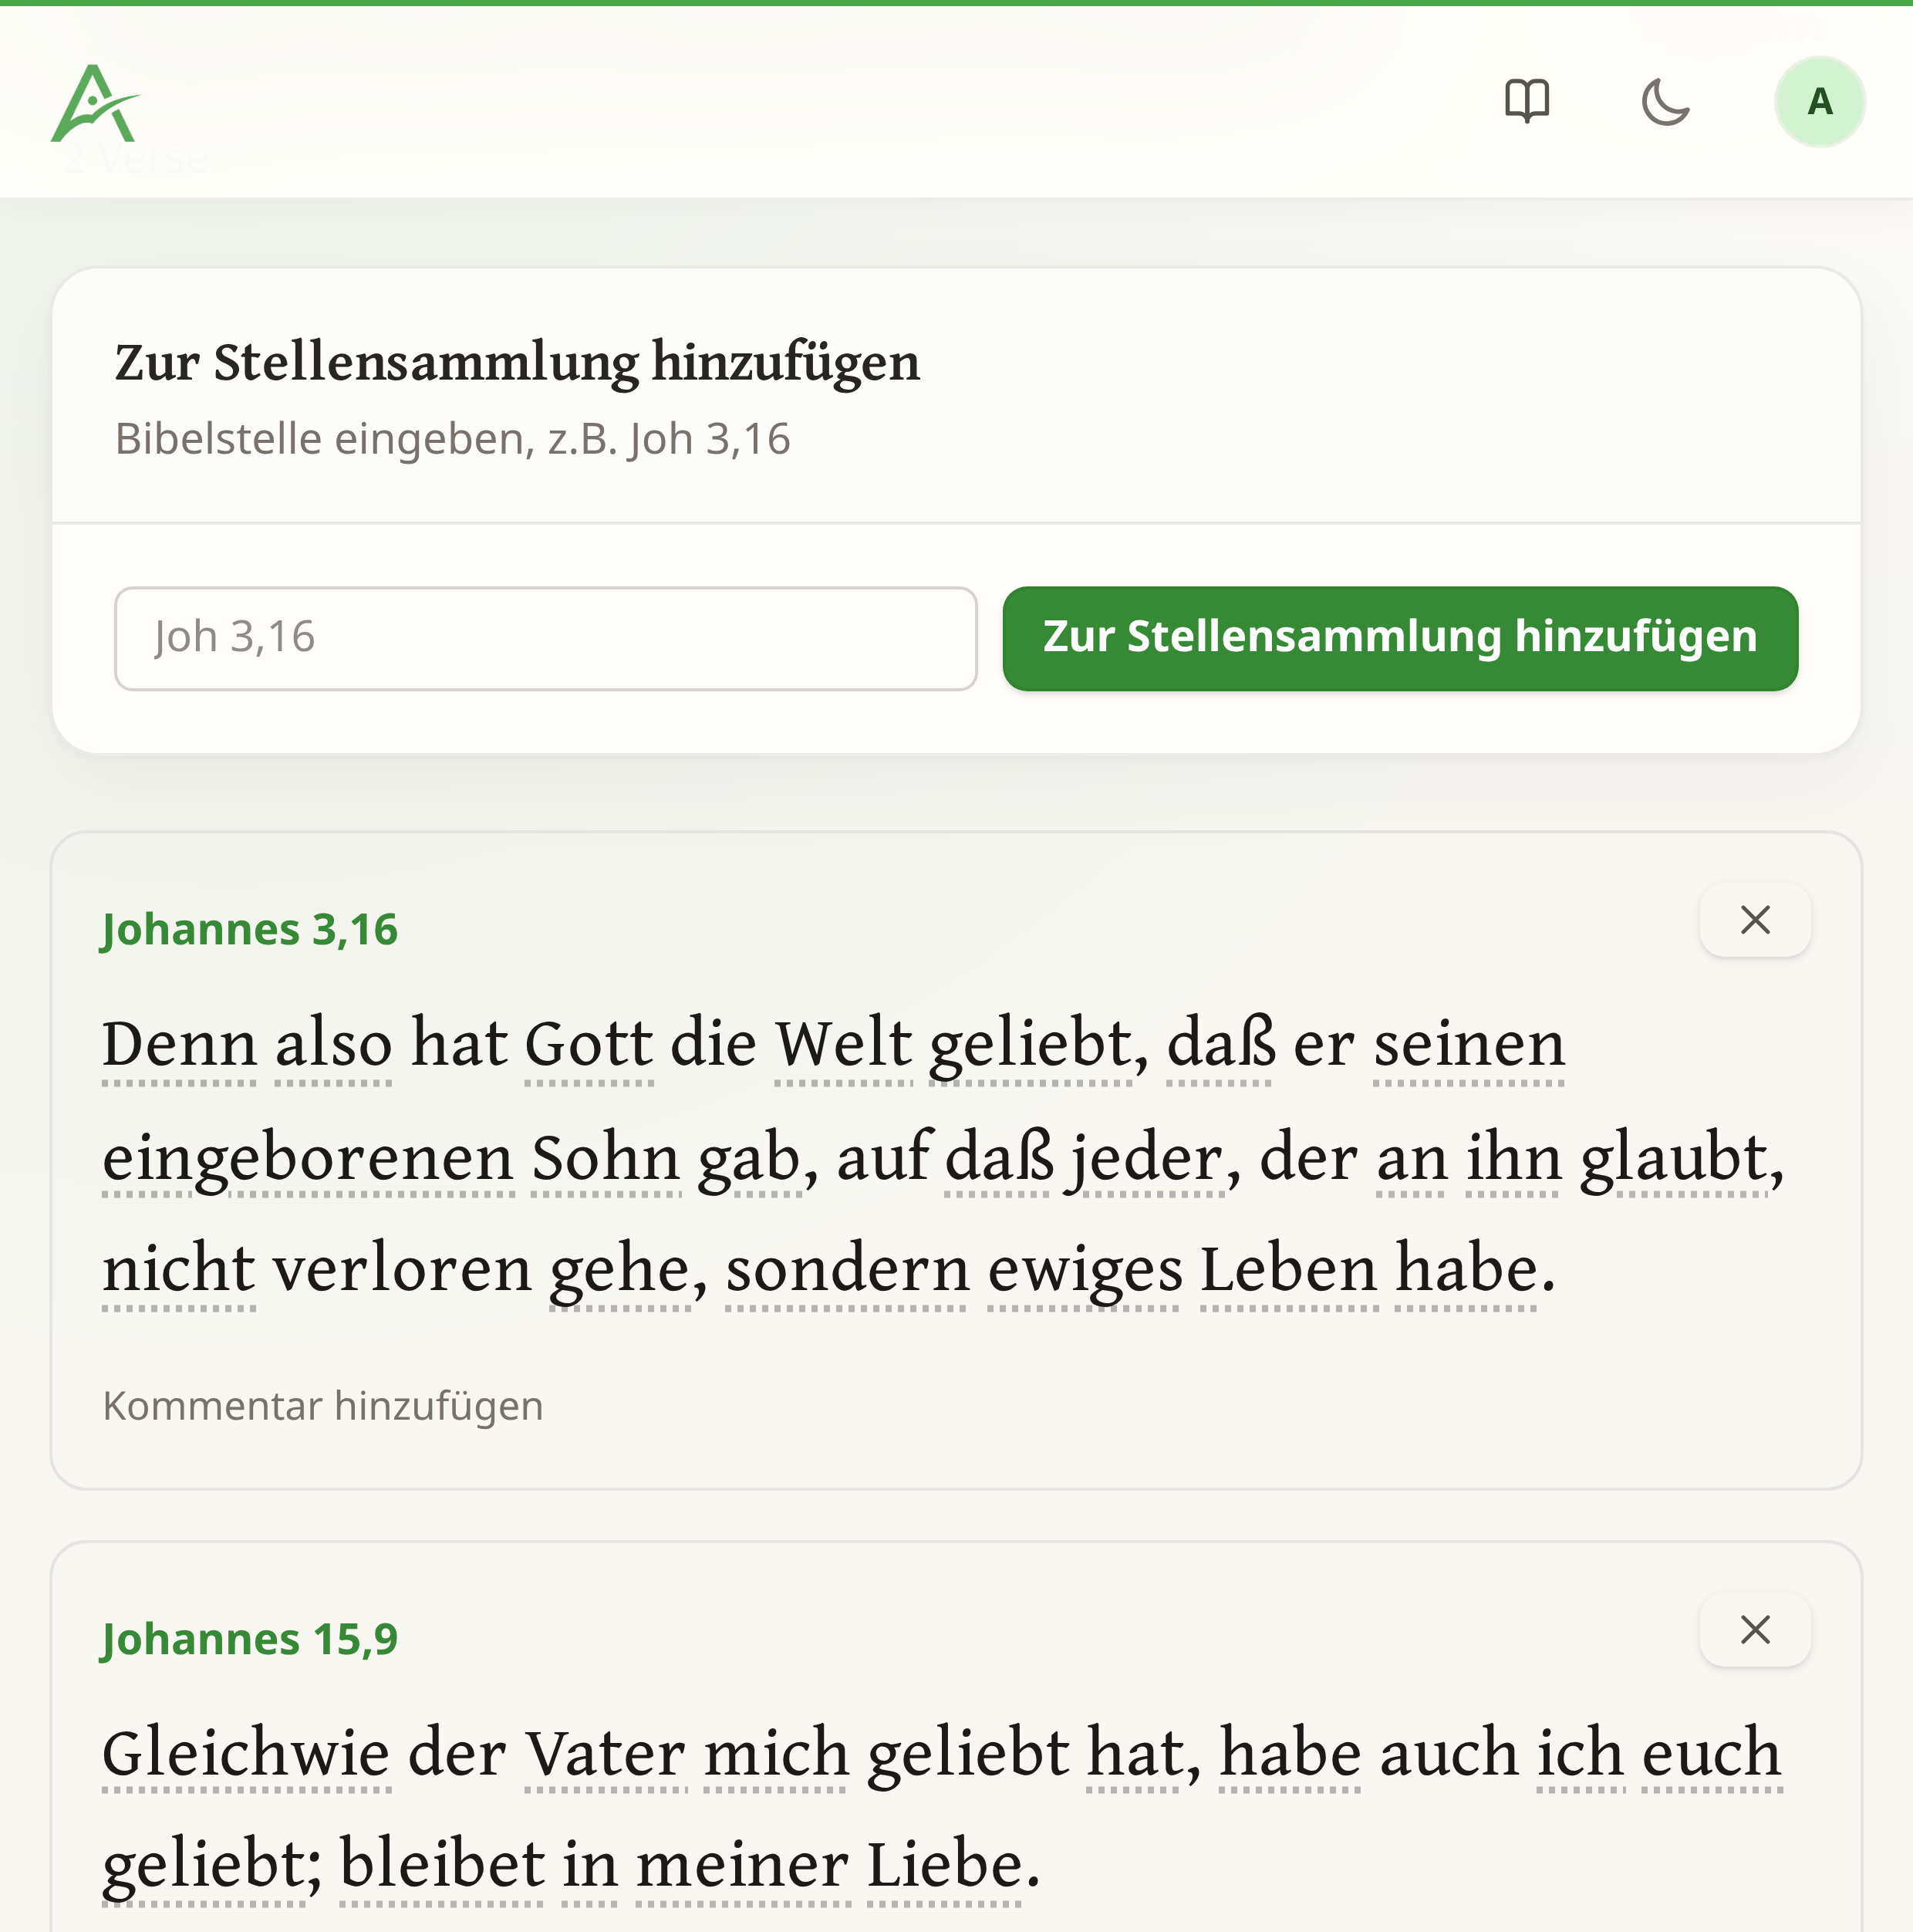 2 Verse
A
Zur Stellensammlung hinzufügen
Bibelstelle eingeben, z.B. Joh 3,16
Joh 3,16
Zur Stellensammlung hinzufügen
Johannes 3,16
Denn also hat Gott die Welt geliebt, daß er seinen
eingeborenen Sohn gab, auf daß jeder, der an ihn glaubt,
nicht verloren gehe, sondern ewiges Leben habe.
Kommentar hinzufügen
Johannes 15,9
Gleichwie der Vater mich geliebt hat, habe auch ich euch
geliebt; bleibet in meiner Liebe.